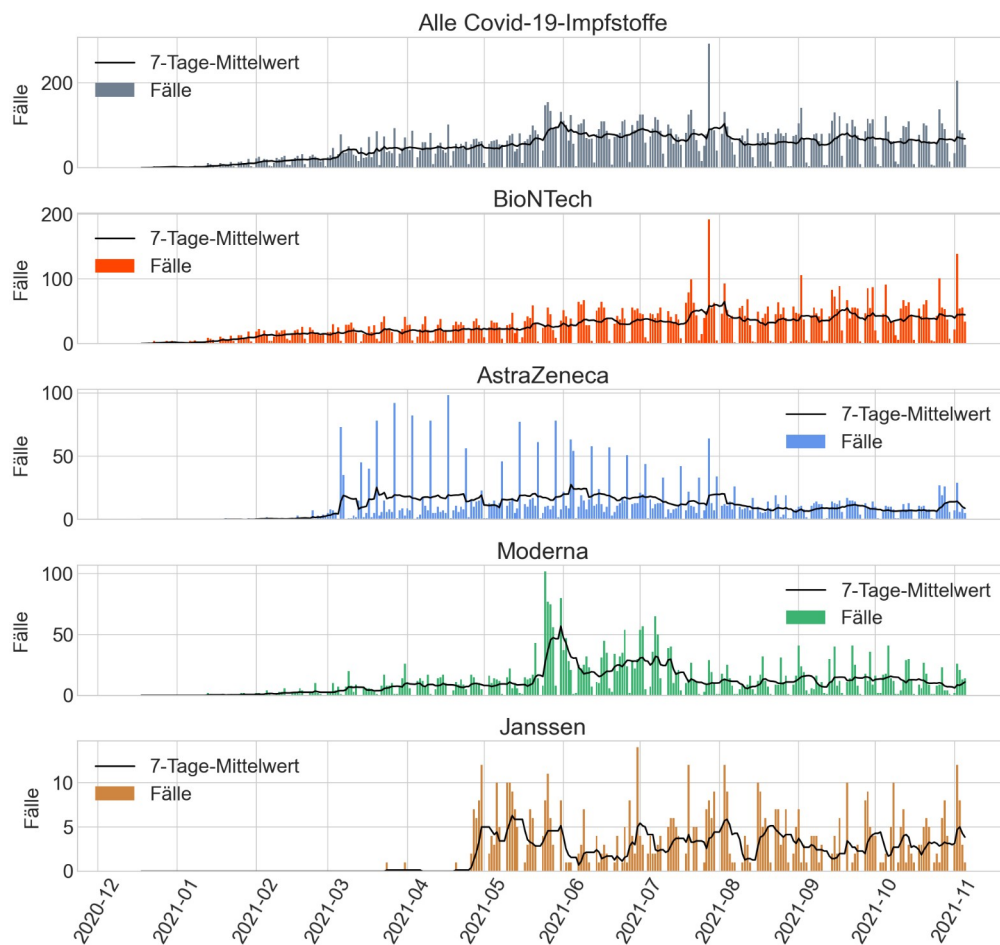 Alle Covid-19-Impfstoffe
7-Tage-Mittelwert
Fälle
Fälle
200
0
BioNTech
7-Tage-Mittelwert
Fälle
Fälle
200
100
0
AstraZeneca
7-Tage-Mittelwert
Fälle
Fälle
100
50
0
Moderna
7-Tage-Mittelwert
Fälle
Fälle
100
50
0
Janssen
7-Tage-Mittelwert
Fälle
Fälle
10
5
0
2020-12
2021-01
2021-02
2021-03
2021-04
2021-05
2021-06
2021-07
2021-08
2021-09
2021-10
2021-11